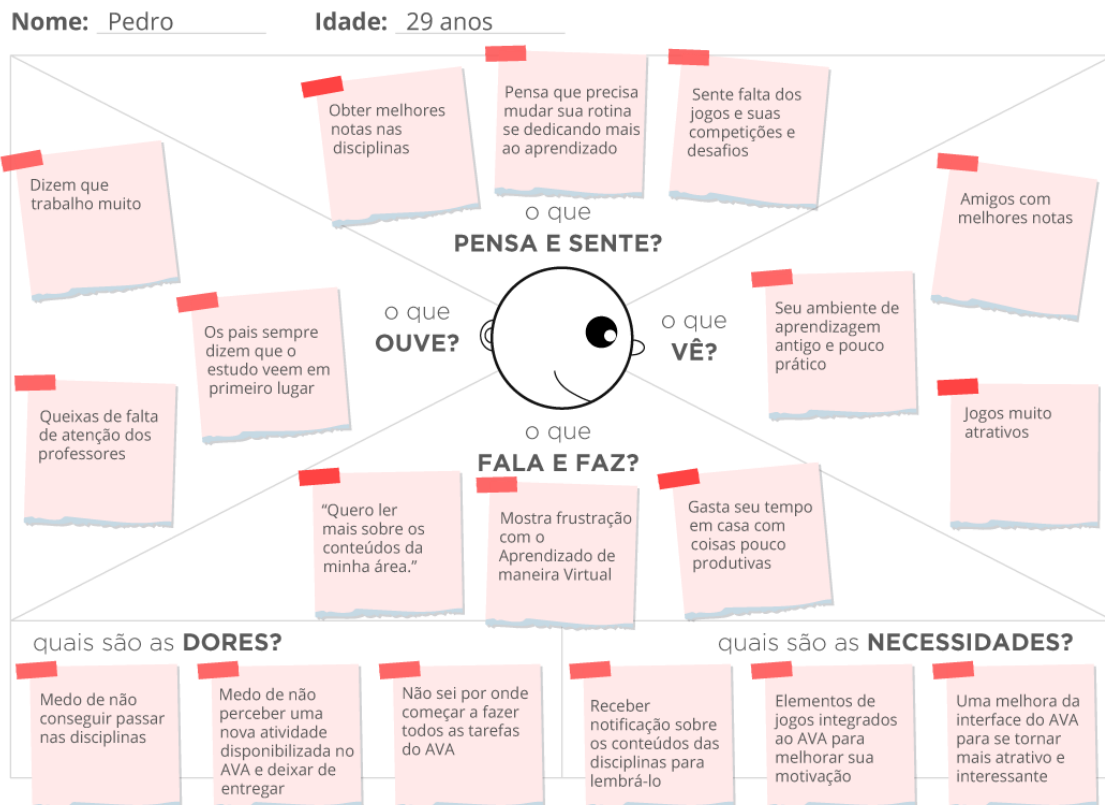 Nome: Pedro
Idade: 29 anos
Obter melhores
notas nas
disciplinas
Pensa que precisa
mudar sua rotina
se dedicando mais
ao aprendizado
Sente falta dos
jogos e suas
competições e
desafios
o que
PENSA E SENTE?
Dizem que
trabalho muito
Os pais sempre
dizem que o
estudo veem em
primeiro lugar
Queixas de falta
de atenção dos
professores
o que
OUVE?
o que
VÊ?
Amigos com
melhores notas
Seu ambiente de
aprendizagem
antigo e pouco
prático
Jogos muito
atrativos
o que
FALA E FAZ?
“Quero ler
mais sobre os
conteúdos da
minha área.”
Mostra frustração
com o
Aprendizado de
maneira Virtual
Gasta seu tempo
em casa com
coisas pouco
produtivas
quais são as DORES?
Medo de não
conseguir passar
nas disciplinas
Medo de não
perceber uma
nova atividade
disponibilizada no
AVA e deixar de
entregar
Não sei por onde
começar a fazer
todos as tarefas
do AVA
quais são as NECESSIDADES?
Receber
notificação sobre
os conteúdos das
disciplinas para
lembrá-lo
Elementos de
jogos integrados
ao AVA para
melhorar sua
motivação
Uma melhora da
interface do AVA
para se tornar
mais atrativo e
interessante